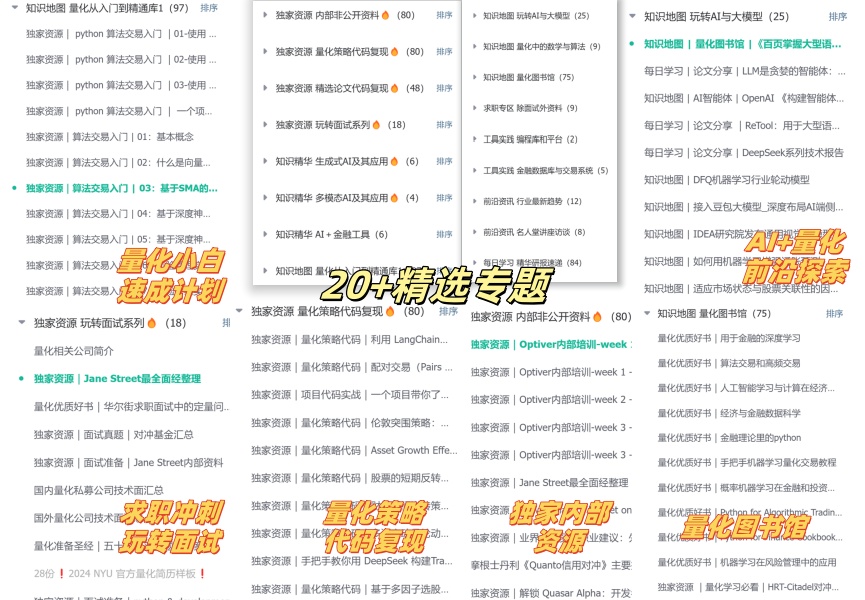 知识地图 量化从入门到精通库1（97） 排序
独家资源｜ python 算法交易入门 ｜01-使用 ...
独家资源｜ python 算法交易入门 ｜02-使用 ...
独家资源｜ python 算法交易入门 ｜03-使用 ...
独家资源｜ python 算法交易入门 ｜ 一个项...
独家资源｜算法交易入门｜01：基本概念
独家资源｜算法交易入门｜02：什么是向量...
独家资源｜算法交易入门｜03：基于SMA的...
独家资源｜算法交易入门｜04：基于深度神...
独家资源｜算法交易入门｜05：基于深度神...
独家资源｜算法交易入门
独家资源｜算法交易入门
量化小白
速成计划
独家资源 内部非公开资料🔥（80） 排序
独家资源 量化策略代码复现🔥（80） 排序
独家资源 精选论文代码复现🔥（48） 排序
独家资源 玩转面试系列🔥（18） 排序
知识精华 生成式AI及其应用🔥（6） 排序
知识精华 多模态AI及其应用🔥（4） 排序
知识精华 AI＋金融工具（6） 排序
知识地图 量化从入门到精通库1
知识地图 玩转AI与大模型（25）
知识地图 量化中的数学与算法（9）
知识地图 量化图书馆（75）
求职专区 除面试外资料（9）
工具实践 编程库和平台（2）
工具实践 金融数据库与交易系统（5）
前沿资讯 行业最新趋势（12）
前沿资讯 名人堂讲座访谈（8）
每日学习 精华研报速递（84）
20+精选专题
知识地图 玩转AI与大模型（25） 排序
知识地图｜量化图书馆｜《百页掌握大型语...
每日学习｜论文分享｜LLM是贪婪的智能体：...
知识地图｜AI智能体｜OpenAI 《构建智能体...
每日学习｜论文分享 ｜ReTool：用于大型语...
每日学习｜论文分享｜DeepSeek系列技术报告
知识地图｜DFQ机器学习行业轮动模型
知识地图｜接入豆包大模型_深度布局AI端侧...
知识地图｜IDEA研究院发
知识地图｜如何用机器学
知识地图｜适应市场状态与股票关联性的因...
AI+量化
前沿探索
独家资源 玩转面试系列🔥（18） 排
量化相关公司简介
独家资源｜Jane Street最全面经整理
量化优质好书｜华尔街求职面试中的定量问...
独家资源｜面试真题｜对冲基金汇总
独家资源｜面试准备｜Jane Street内部资料
国内量化私募公司技术面汇总
国外量化公司技术面
量化准备圣经｜五十
28份❗2024 NYU 官方量化简历样板❗
求职冲刺
玩转面试
独家资源 量化策略代码复现🔥（80） 排序
独家资源｜量化策略代码｜利用 LangChain...
独家资源｜量化策略代码｜配对交易（Pairs ...
独家资源｜项目代码实战｜一个项目带你了...
独家资源｜量化策略代码｜伦敦突围策略：...
独家资源｜量化策略代码｜Asset Growth Effe...
独家资源｜量化策略代码｜股票的短期反转...
独家资源｜量
独家资源｜量
独家资源｜手把手教你用 DeepSeek 构建Tra...
独家资源｜量化策略代码｜基于多因子选股...
量化策略
代码复现
独家资源 内部非公开资料🔥（80）
独家资源｜Optiver内部培训-week
独家资源｜Optiver内部培训-week 1 -
独家资源｜Optiver内部培训-week 2 -
独家资源｜Optiver内部培训-week 3 -
独家资源｜Optiver内部培训-week 3 -
独家资源｜Jane Street最全面经整理
独家资源
独家资源｜业
摩根士丹利《Quanto信用对冲》主要
独家资源｜解锁 Quasar Alpha：开发
独家内部
资源
知识地图 量化图书馆（75） 排序
量化优质好书｜用于金融的深度学习
量化优质好书｜算法交易和高频交易
量化优质好书｜人工智能学习与计算在经济...
量化优质好书｜经济与金融数据科学
量化优质好书｜金融理论里的python
量化优质好书｜手把手机器学习量化交易教程
量化优质好书｜概率机器学习在金融和投资...
量化优质好书｜Python for Algorithmic Tradin...
量化优质好书
量化优质好书｜机器学习在风险管理中的应用
独家资源 ｜量化学习必看｜HRT-Citadel对冲...
量化图书馆